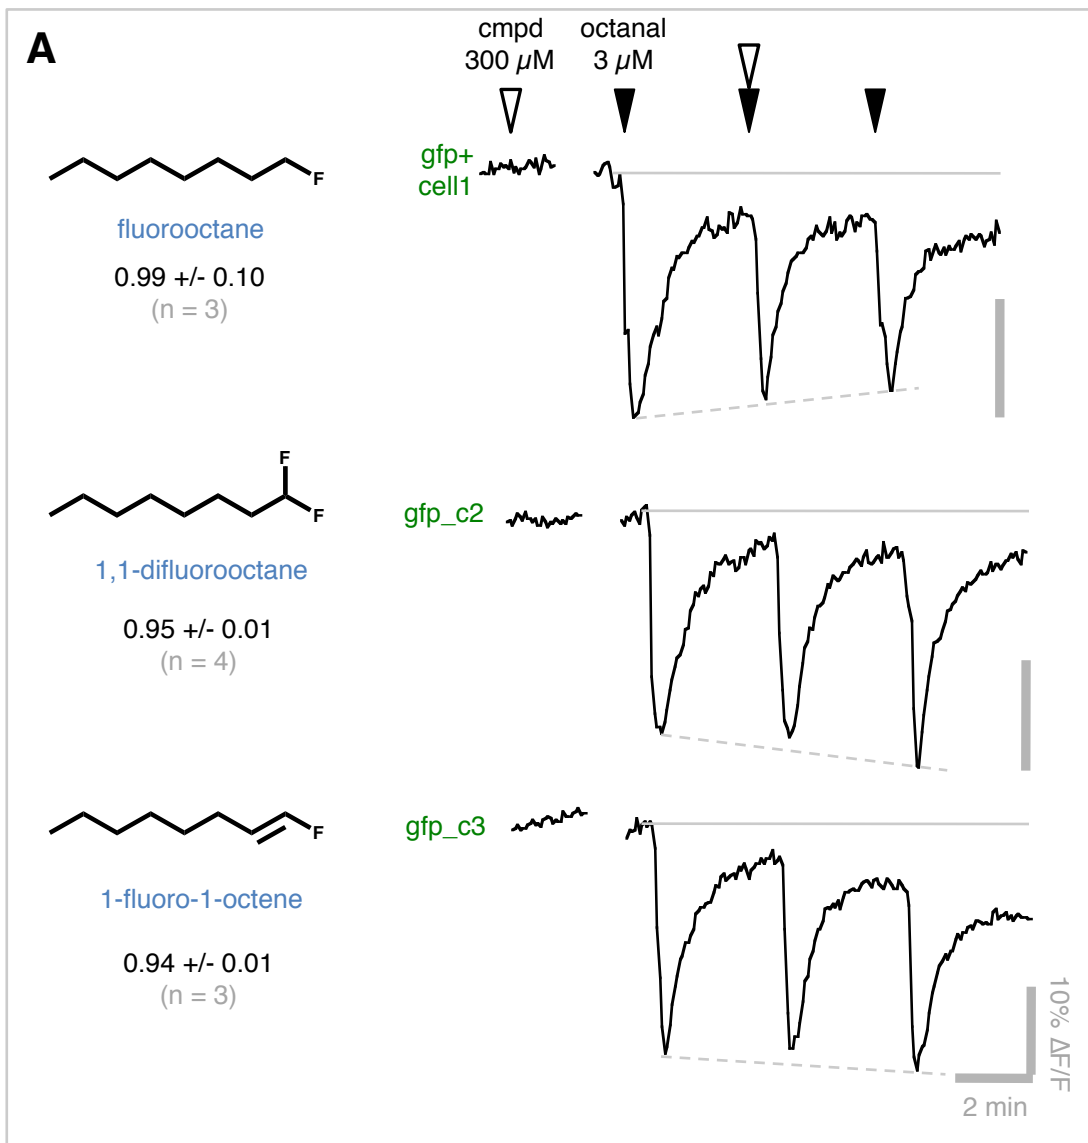 A
cmpd
300 µM
octanal
3 µM
F
fluorooctane
0.99 +/- 0.10
(n = 3)
gfp+
cell1
F
F
1,1-difluorooctane
0.95 +/- 0.01
(n = 4)
gfp_c2
F
1-fluoro-1-octene
0.94 +/- 0.01
(n = 3)
gfp_c3
10% ΔF/F
2 min